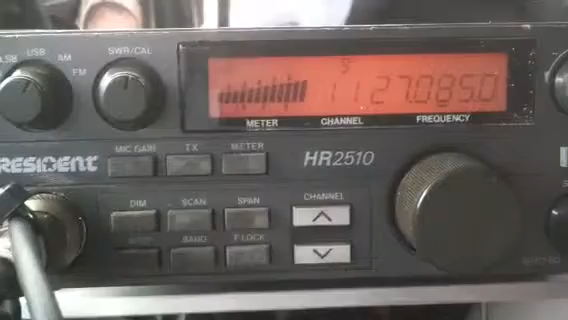 LSB USB AM FM SWR/CAL
S
11 27.085.0
METER CHANNEL FREQUENCY
PRESIDENT MIC GAIN TX METER HR2510
DIM SCAN SPAN CHANNEL
BAND F.LOCK